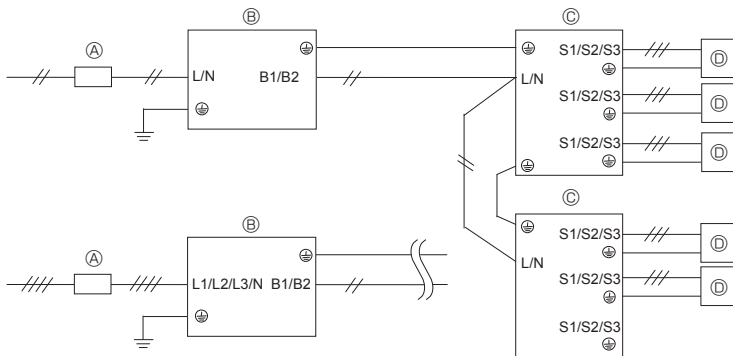 Ⓑ Ⓒ
Ⓐ
⏚ ⏚ S1/S2/S3
Ⓓ
L/N B1/B2 L/N
S1/S2/S3
Ⓓ
S1/S2/S3
Ⓓ
Ⓒ
Ⓑ
S1/S2/S3
Ⓓ
Ⓐ
L/N
L1/L2/L3/N B1/B2
S1/S2/S3
Ⓓ
S1/S2/S3